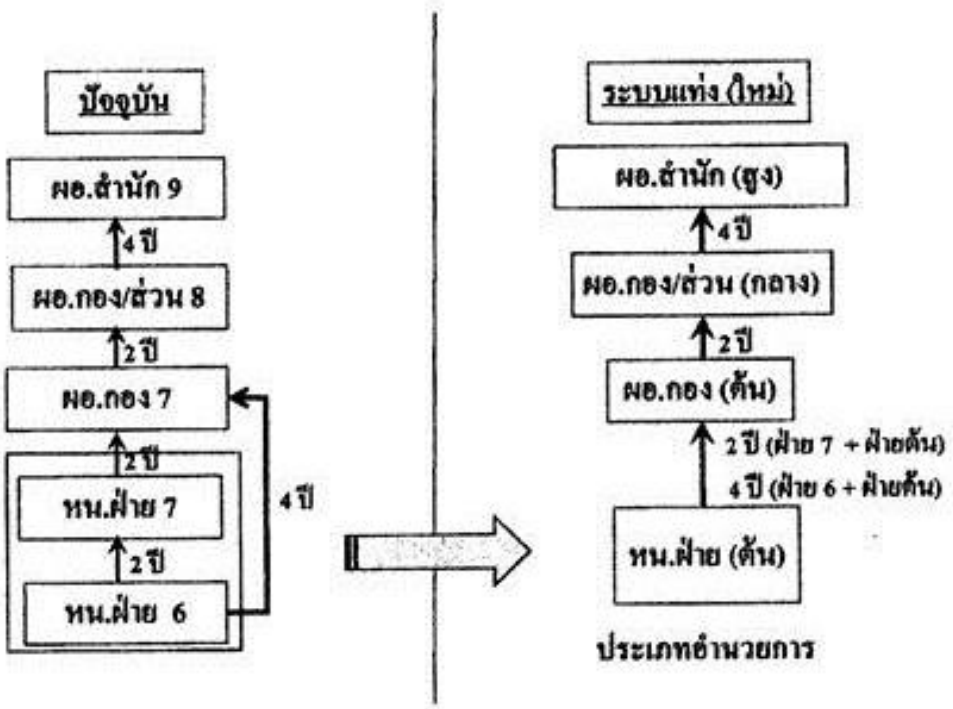 ปัจจุบัน
ผอ.สำนัก 9
4 ปี
ผอ.กอง/ส่วน 8
2 ปี
ผอ.กอง 7
2 ปี
หน.ฝ่าย 7
4 ปี
2 ปี
หน.ฝ่าย 6
ระบบแท่ง (ใหม่)
ผอ.สำนัก (สูง)
4 ปี
ผอ.กอง/ส่วน (กลาง)
2 ปี
ผอ.กอง (ต้น)
2 ปี (ฝ่าย 7 + ฝ่ายต้น)
4 ปี (ฝ่าย 6 + ฝ่ายต้น)
หน.ฝ่าย (ต้น)
ประเภทอำนวยการ